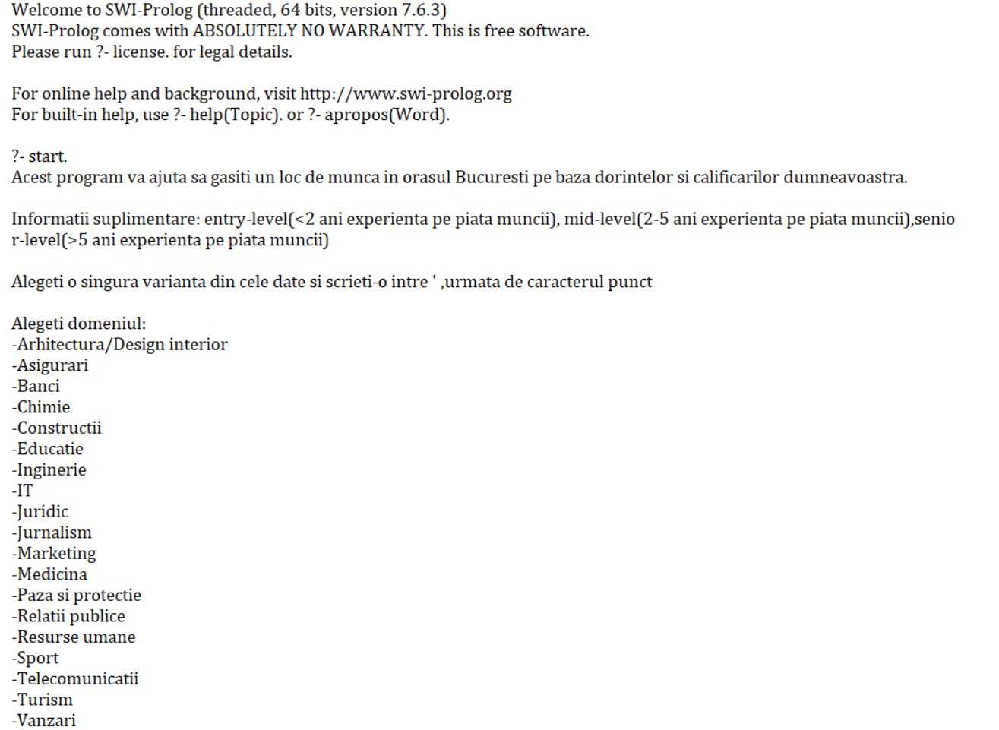 Welcome to SWI-Prolog (threaded, 64 bits, version 7.6.3)
SWI-Prolog comes with ABSOLUTELY NO WARRANTY. This is free software.
Please run ?- license. for legal details.

For online help and background, visit http://www.swi-prolog.org
For built-in help, use ?- help(Topic). or ?- apropos(Word).

?- start.
Acest program va ajuta sa gasiti un loc de munca in orasul Bucuresti pe baza dorintelor si calificarilor dumneavoastra.

Informatii suplimentare: entry-level(<2 ani experienta pe piata muncii), mid-level(2-5 ani experienta pe piata muncii),senio
r-level(>5 ani experienta pe piata muncii)

Alegeti o singura varianta din cele date si scrieti-o intre ' ,urmata de caracterul punct

Alegeti domeniul:
-Arhitectura/Design interior
-Asigurari
-Banci
-Chimie
-Constructii
-Educatie
-Inginerie
-IT
-Juridic
-Jurnalism
-Marketing
-Medicina
-Paza si protectie
-Relatii publice
-Resurse umane
-Sport
-Telecomunicatii
-Turism
-Vanzari